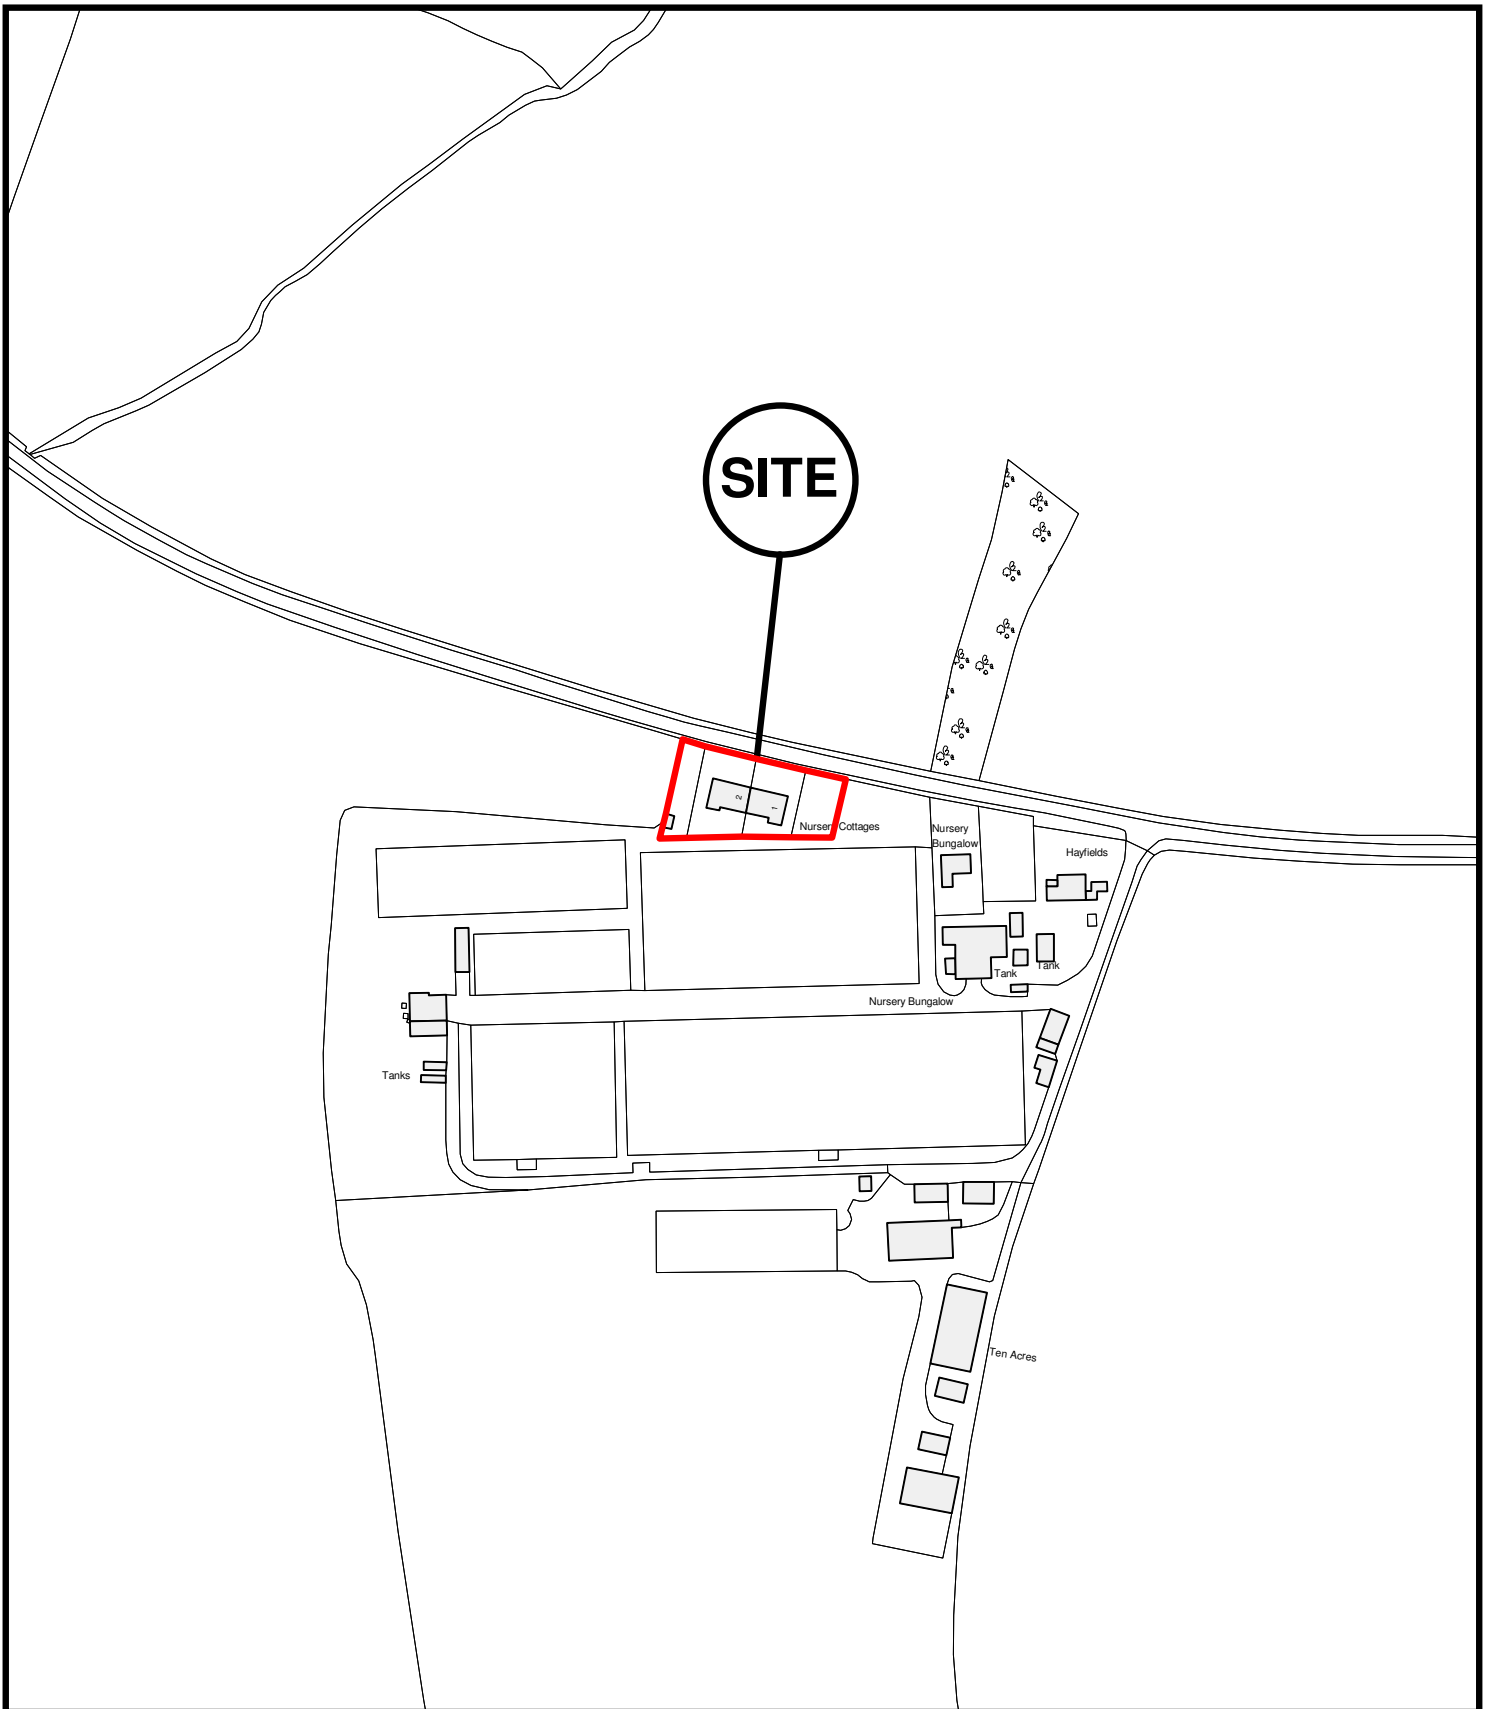 SITE
2
1
Nursery Cottages
Nursery
Bungalow
Hayfields
Tank
Tank
Nursery Bungalow
Tanks
Ten Acres